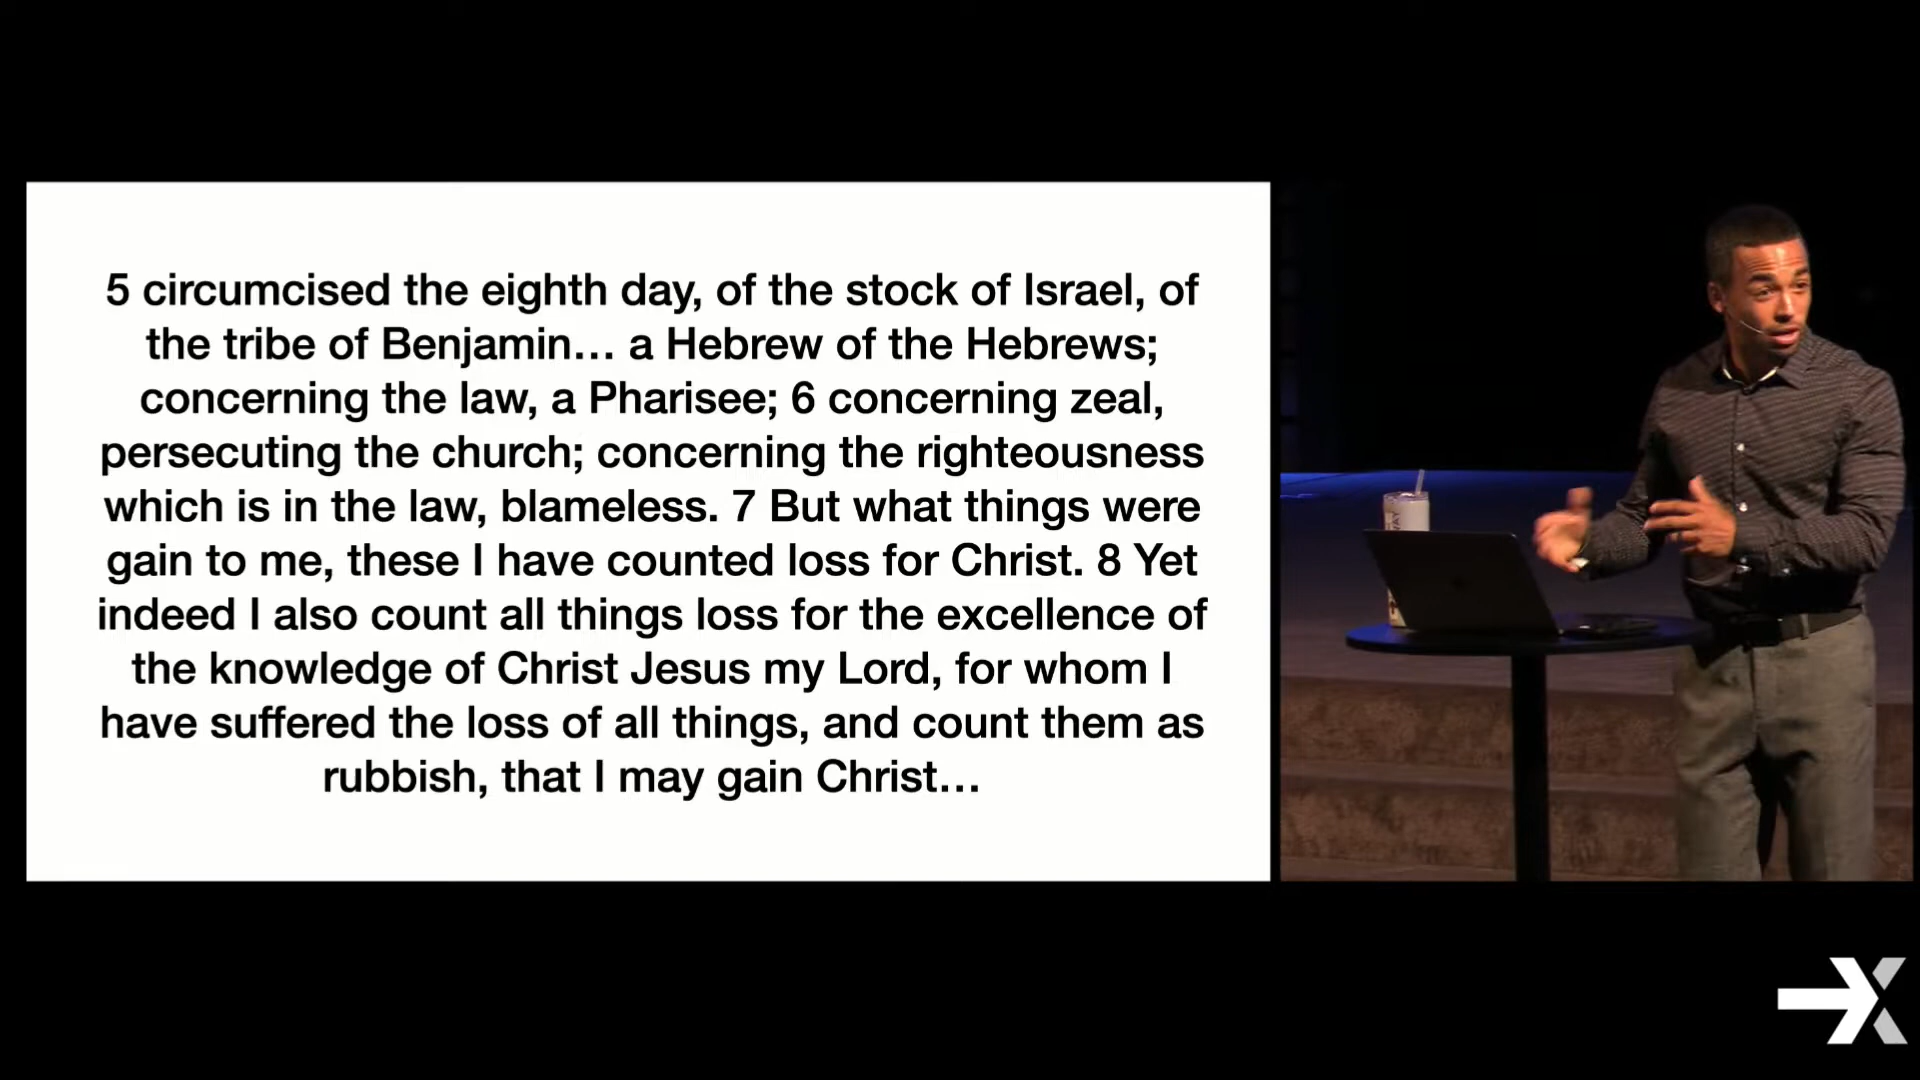 5 circumcised the eighth day, of the stock of Israel, of
the tribe of Benjamin… a Hebrew of the Hebrews;
concerning the law, a Pharisee; 6 concerning zeal,
persecuting the church; concerning the righteousness
which is in the law, blameless. 7 But what things were
gain to me, these I have counted loss for Christ. 8 Yet
indeed I also count all things loss for the excellence of
the knowledge of Christ Jesus my Lord, for whom I
have suffered the loss of all things, and count them as
rubbish, that I may gain Christ…